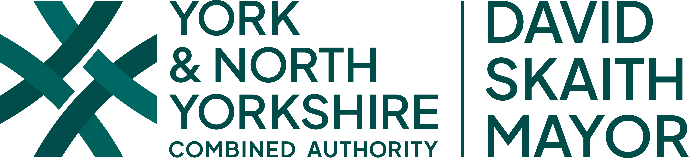 YORK
& NORTH
YORKSHIRE
COMBINED AUTHORITY
DAVID
SKAITH
MAYOR